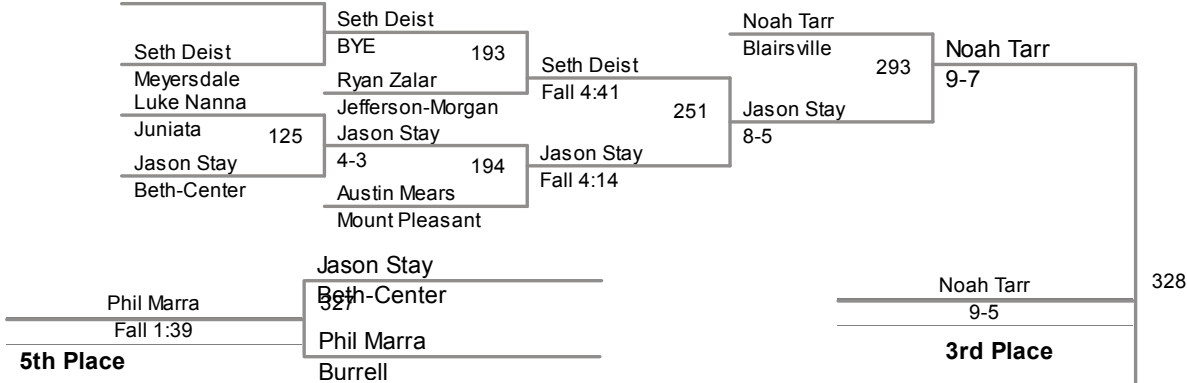 Seth Deist
Meyersdale
Luke Nanna
Juniata
125
Jason Stay
Beth-Center
Seth Deist
BYE
193
Ryan Zalar
Jefferson-Morgan
Jason Stay
4-3
194
Austin Mears
Mount Pleasant
Seth Deist
Fall 4:41
251
Jason Stay
Fall 4:14
Noah Tarr
Blairsville
293
Jason Stay
8-5
Noah Tarr
9-7
328
Phil Marra
Fall 1:39
5th Place
Jason Stay
Beth-Center
327
Phil Marra
Burrell
Noah Tarr
9-5
3rd Place